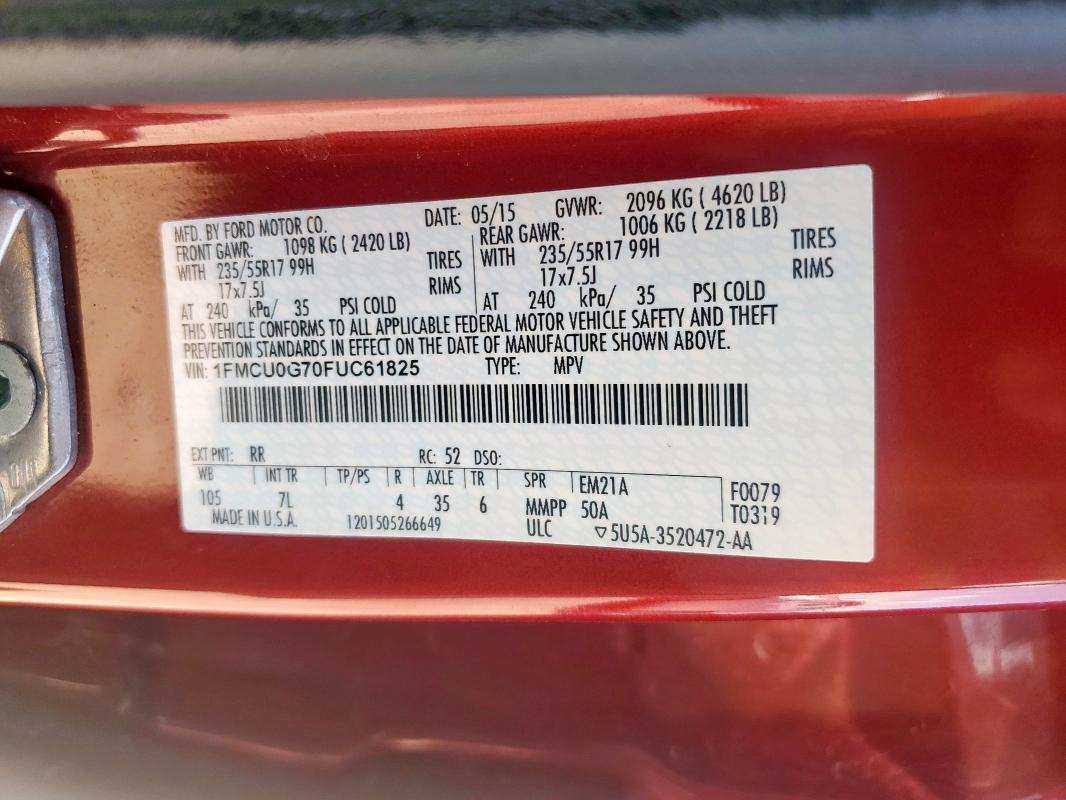 MFD. BY FORD MOTOR CO. DATE: 05/15 GVWR: 2096 KG ( 4620 LB)
FRONT GAWR: 1098 KG ( 2420 LB) REAR GAWR: 1006 KG ( 2218 LB)
WITH 235/55R17 99H TIRES WITH 235/55R17 99H TIRES
17x7.5J RIMS 17x7.5J RIMS
AT 240 kPa/ 35 PSI COLD AT 240 kPa/ 35 PSI COLD
THIS VEHICLE CONFORMS TO ALL APPLICABLE FEDERAL MOTOR VEHICLE SAFETY AND THEFT
PREVENTION STANDARDS IN EFFECT ON THE DATE OF MANUFACTURE SHOWN ABOVE.
VIN: 1FMCU0G70FUC61825 TYPE: MPV
EXT PNT: RR RC: 52 DSO:
WB INT TR TP/PS R AXLE TR SPR EM21A F0079
105 7L 4 35 6 MMPP 50A T0319
MADE IN U.S.A. 1201505266649 ULC ▽5U5A-3520472-AA